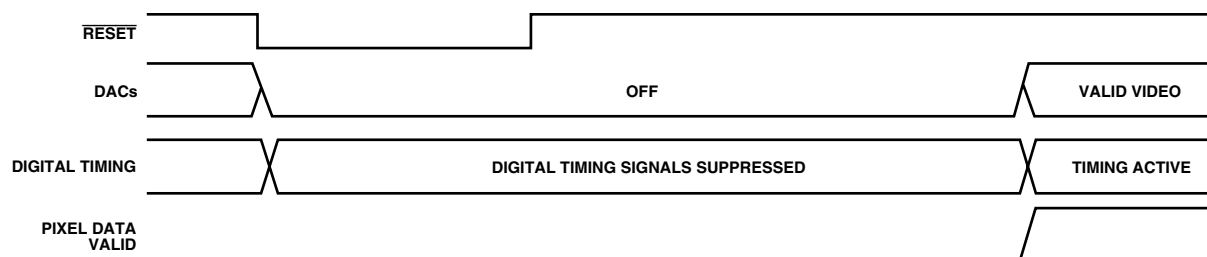 RESET
DACs
OFF
VALID VIDEO
DIGITAL TIMING
DIGITAL TIMING SIGNALS SUPPRESSED
TIMING ACTIVE
PIXEL DATA
VALID